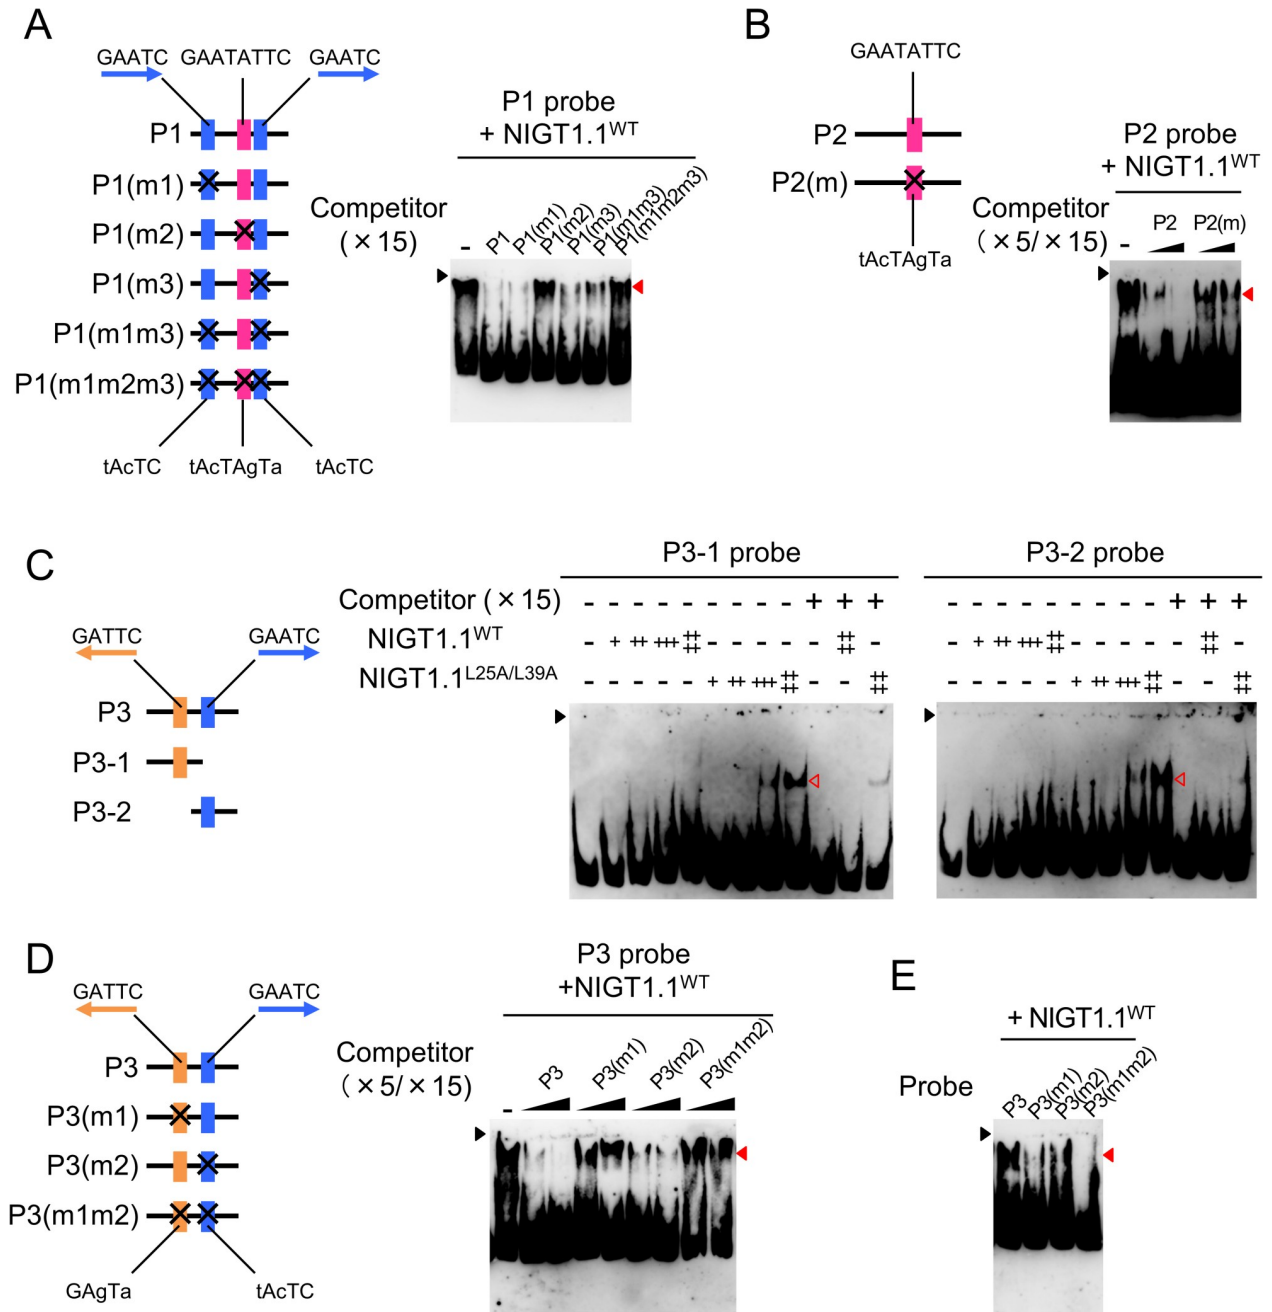 A
GAATC GAATATTC GAATC
P1
P1(m1)
P1(m2)
P1(m3)
P1(m1m3)
P1(m1m2m3)
tAcTC tAcTAgTa tAcTC
P1 probe
+ NIGT1.1WT
Competitor
(×15)
- P1 P1(m1) P1(m2) P1(m3) P1(m1m3) P1(m1m2m3)
B
GAATATTC
P2
P2(m)
tAcTAgTa
P2 probe
+ NIGT1.1WT
Competitor
(×5/×15)
- P2 P2(m)
C
GATTC GAATC
P3
P3-1
P3-2
P3-1 probe P3-2 probe
Competitor (×15) - - - - - - - - - + + + - - - - - - - - - + + +
NIGT1.1WT - + ++ +++ ++++ - - - - - ++++ - - + ++ +++ ++++ - - - - - ++++ -
NIGT1.1L25A/L39A - - - - - + ++ +++ ++++ - - ++++ - - - - - + ++ +++ ++++ - - ++++
D
GATTC GAATC
P3
P3(m1)
P3(m2)
P3(m1m2)
GAgTa tAcTC
P3 probe
+NIGT1.1WT
Competitor
(×5/×15)
- P3 P3(m1) P3(m2) P3(m1m2)
E
+ NIGT1.1WT
Probe
P3 P3(m1) P3(m2) P3(m1m2)